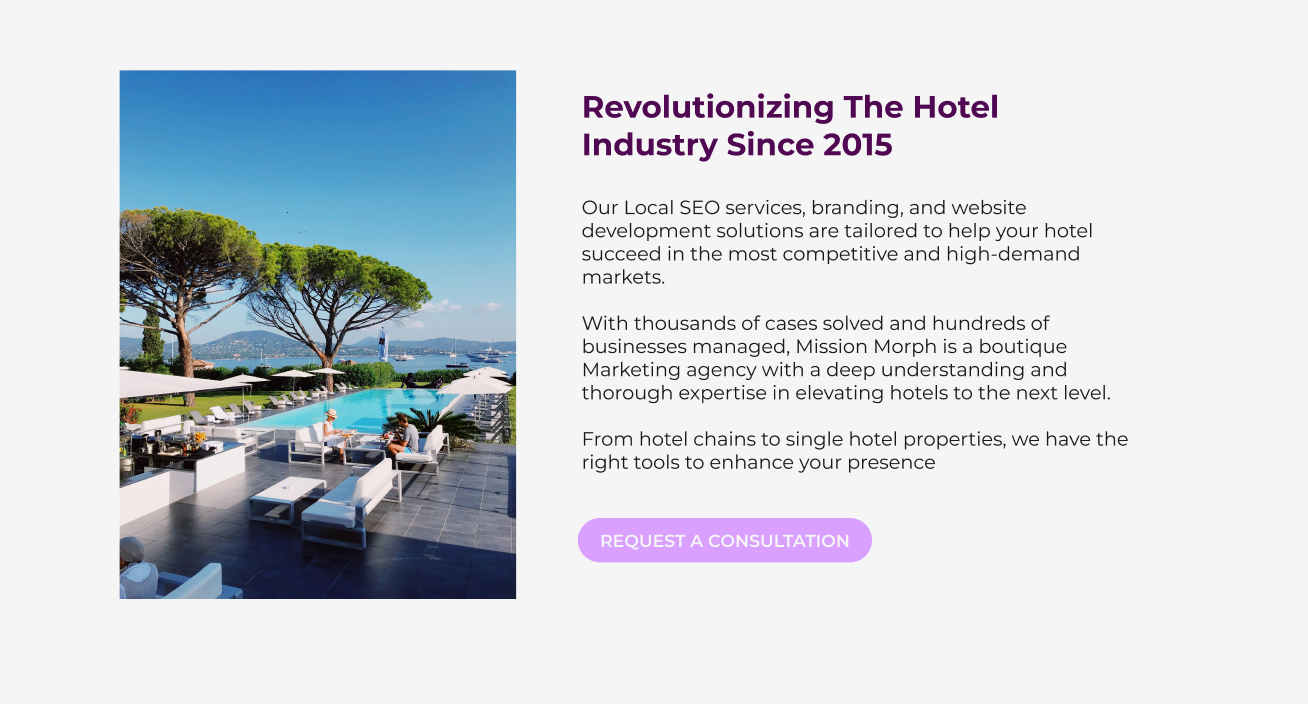 Revolutionizing The Hotel
Industry Since 2015
Our Local SEO services, branding, and website
development solutions are tailored to help your hotel
succeed in the most competitive and high-demand
markets.
With thousands of cases solved and hundreds of
businesses managed, Mission Morph is a boutique
Marketing agency with a deep understanding and
thorough expertise in elevating hotels to the next level.
From hotel chains to single hotel properties, we have the
right tools to enhance your presence
REQUEST A CONSULTATION